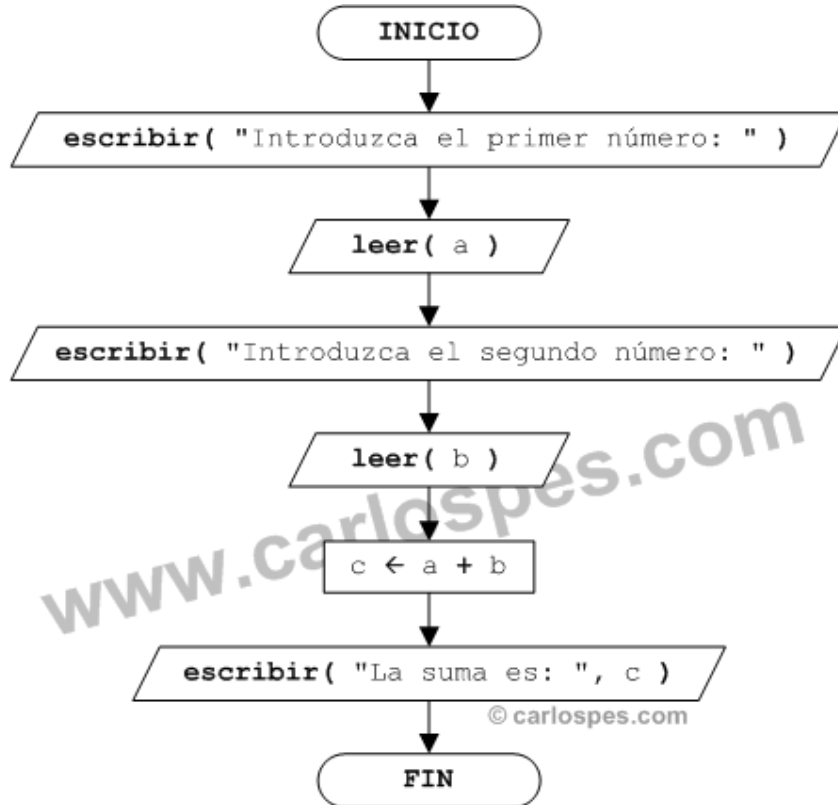 INICIO
escribir( "Introduzca el primer número: " )
leer( a )
escribir( "Introduzca el segundo número: " )
leer( b )
www.carlospes.com
c ← a + b
escribir( "La suma es: ", c )
© carlospes.com
FIN